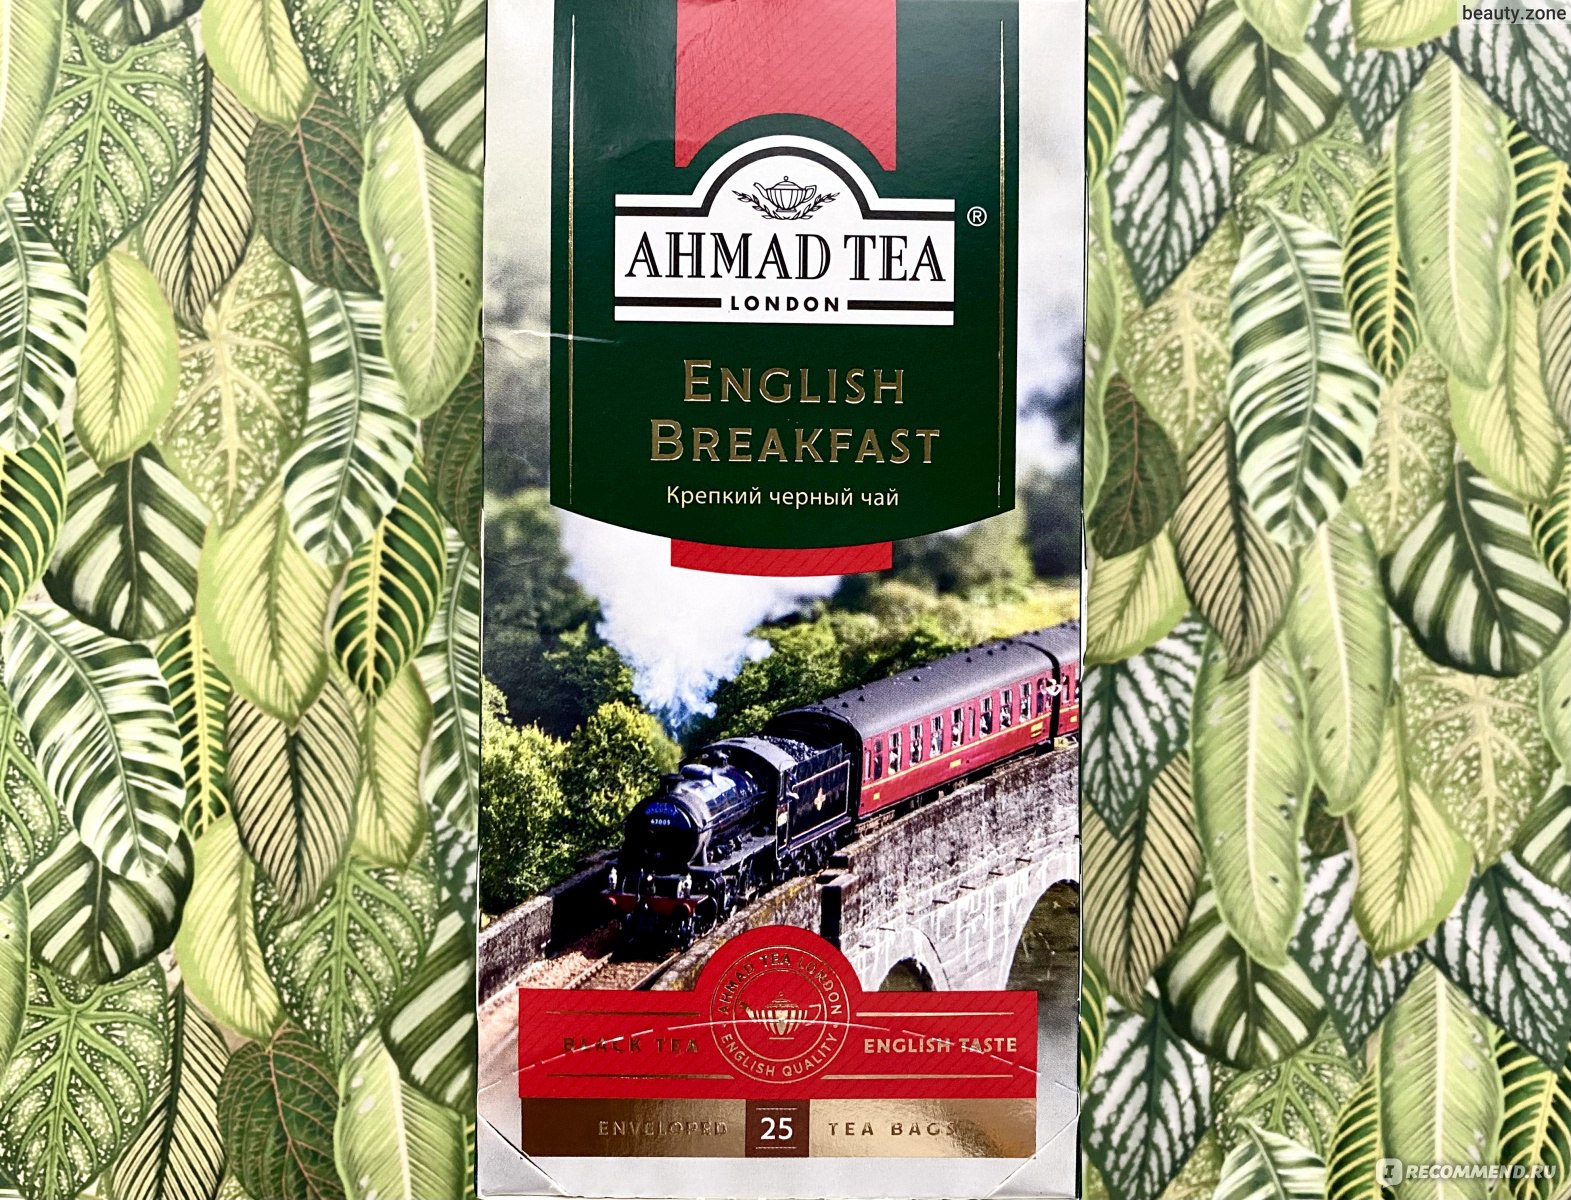 beauty.zone
AHMAD TEA ®
LONDON
ENGLISH
BREAKFAST
Крепкий черный чай
AHMAD TEA LONDON
ENGLISH QUALITY
BLACK TEA
ENGLISH TASTE
ENVELOPED 25 TEA BAGS
RECOMMEND.RU